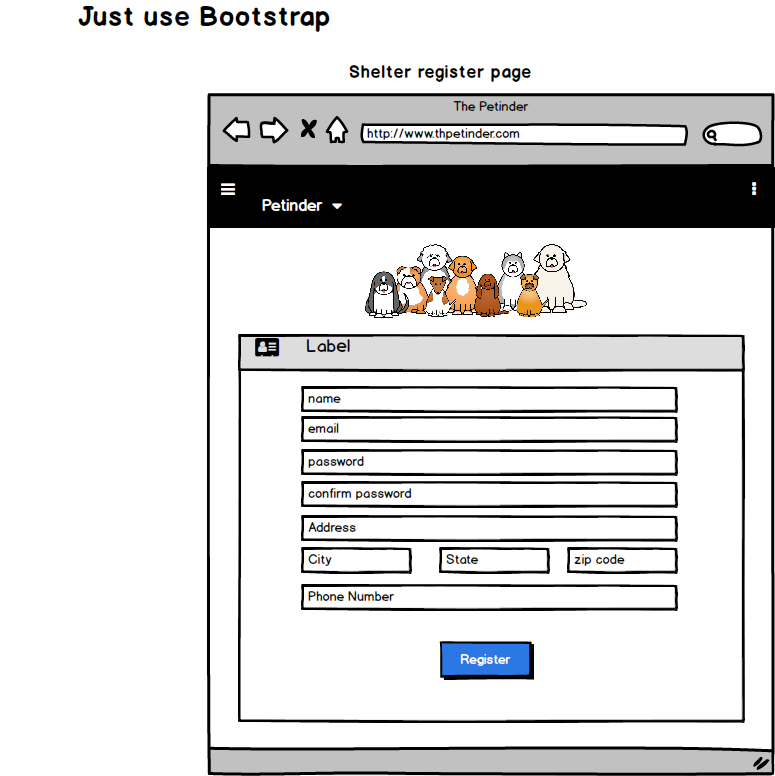 Just use Bootstrap
Shelter register page
The Petinder
http://www.thpetinder.com
Petinder
Label
name
email
password
confirm password
Address
City State zip code
Phone Number
Register